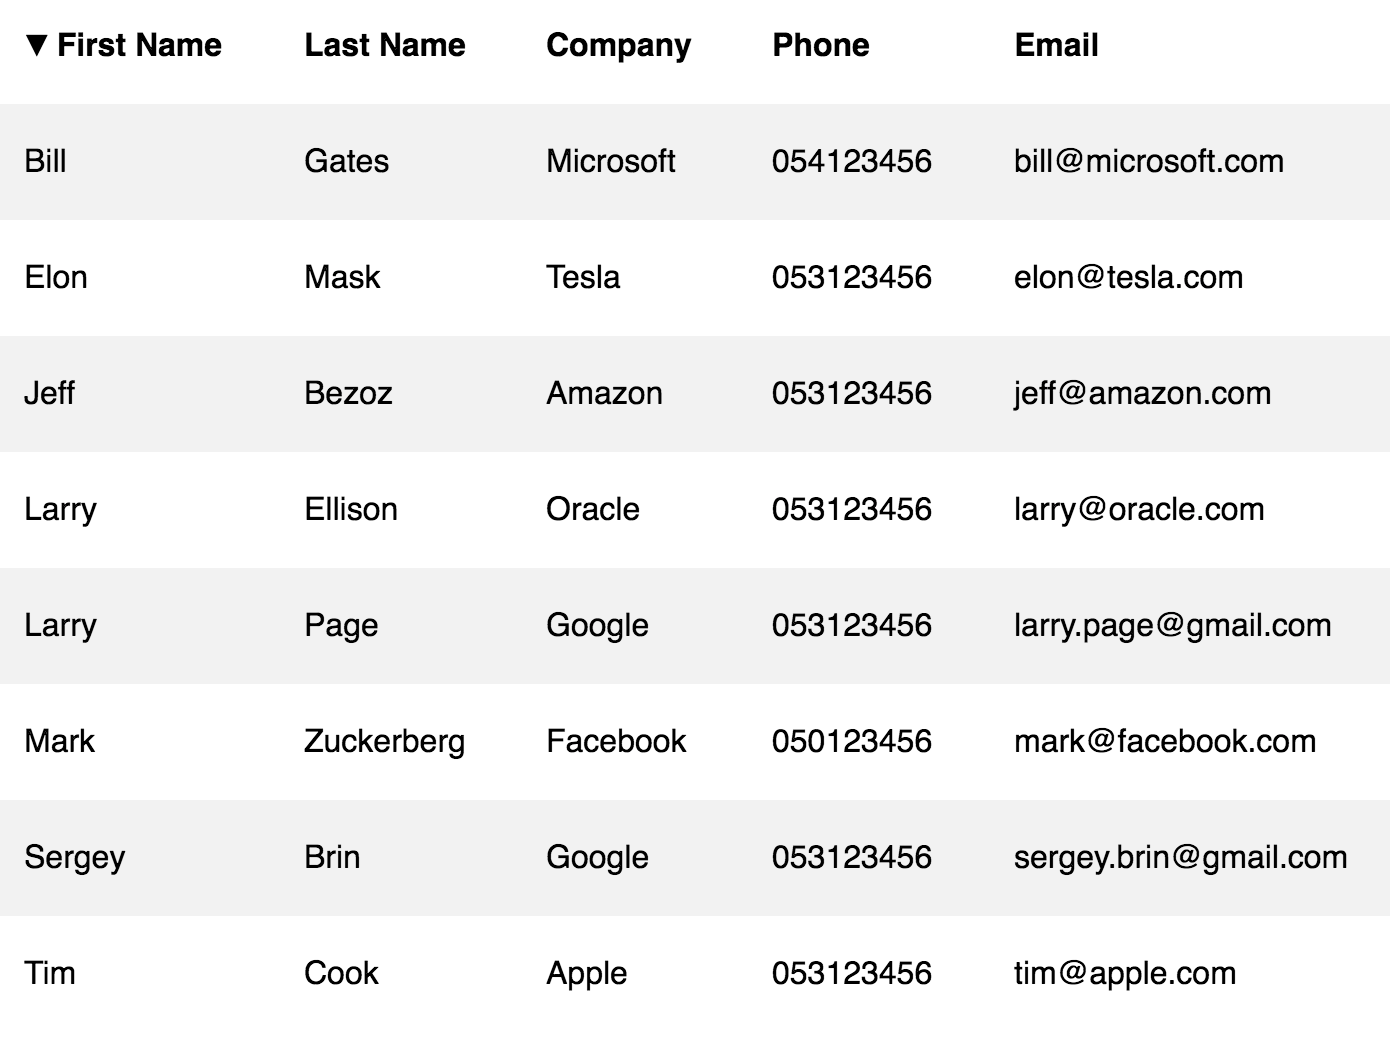 ▼ First Name Last Name Company Phone Email
Bill Gates Microsoft 054123456 bill@microsoft.com
Elon Mask Tesla 053123456 elon@tesla.com
Jeff Bezoz Amazon 053123456 jeff@amazon.com
Larry Ellison Oracle 053123456 larry@oracle.com
Larry Page Google 053123456 larry.page@gmail.com
Mark Zuckerberg Facebook 050123456 mark@facebook.com
Sergey Brin Google 053123456 sergey.brin@gmail.com
Tim Cook Apple 053123456 tim@apple.com